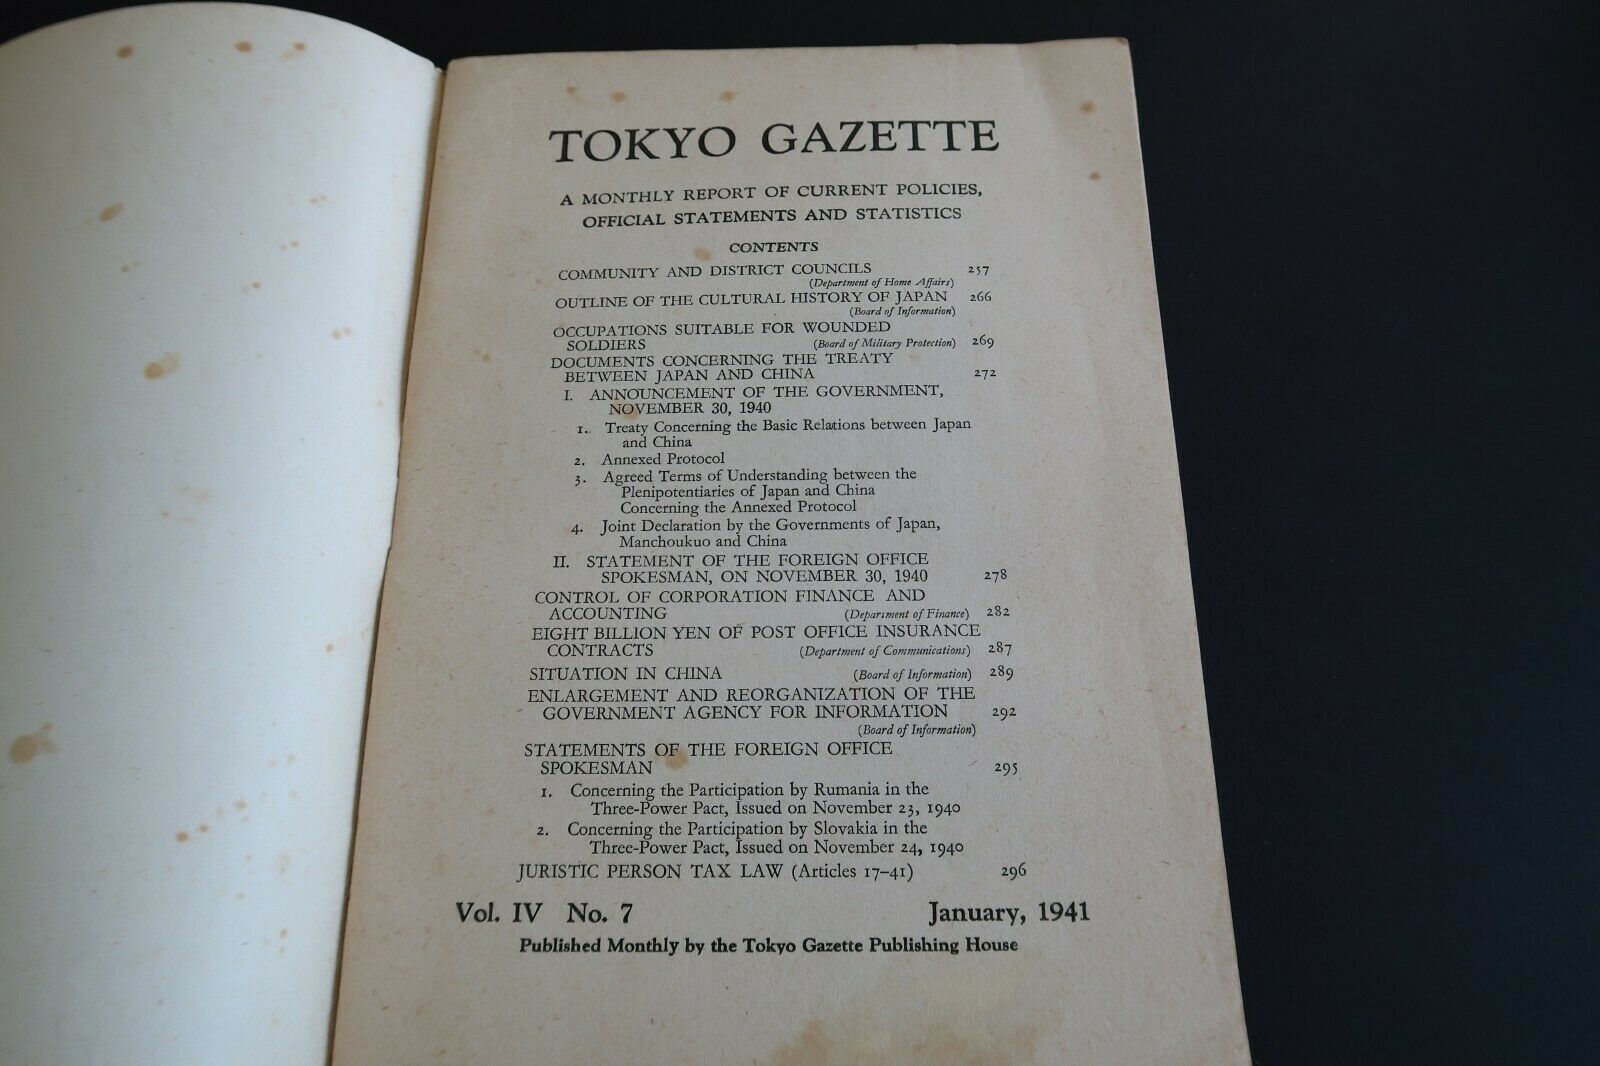 TOKYO GAZETTE
A MONTHLY REPORT OF CURRENT POLICIES,
OFFICIAL STATEMENTS AND STATISTICS
CONTENTS
COMMUNITY AND DISTRICT COUNCILS 257
(Department of Home Affairs)
OUTLINE OF THE CULTURAL HISTORY OF JAPAN 266
(Board of Information)
OCCUPATIONS SUITABLE FOR WOUNDED
SOLDIERS (Board of Military Protection) 269
DOCUMENTS CONCERNING THE TREATY
BETWEEN JAPAN AND CHINA 272
I. ANNOUNCEMENT OF THE GOVERNMENT,
NOVEMBER 30, 1940
1. Treaty Concerning the Basic Relations between Japan
and China
2. Annexed Protocol
3. Agreed Terms of Understanding between the
Plenipotentiaries of Japan and China
Concerning the Annexed Protocol
4. Joint Declaration by the Governments of Japan,
Manchoukuo and China
II. STATEMENT OF THE FOREIGN OFFICE
SPOKESMAN, ON NOVEMBER 30, 1940 278
CONTROL OF CORPORATION FINANCE AND
ACCOUNTING (Department of Finance) 282
EIGHT BILLION YEN OF POST OFFICE INSURANCE
CONTRACTS (Department of Communications) 287
SITUATION IN CHINA (Board of Information) 289
ENLARGEMENT AND REORGANIZATION OF THE
GOVERNMENT AGENCY FOR INFORMATION 292
(Board of Information)
STATEMENTS OF THE FOREIGN OFFICE
SPOKESMAN 295
1. Concerning the Participation by Rumania in the
Three-Power Pact, Issued on November 23, 1940
2. Concerning the Participation by Slovakia in the
Three-Power Pact, Issued on November 24, 1940
JURISTIC PERSON TAX LAW (Articles 17-41) 296
Vol. IV No. 7 January, 1941
Published Monthly by the Tokyo Gazette Publishing House